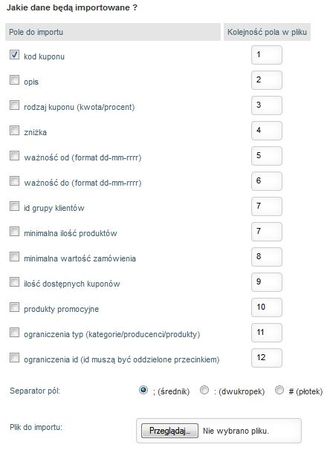 Jakie dane będą importowane ?
Pole do importu Kolejność pola w pliku
kod kuponu 1
opis 2
rodzaj kuponu (kwota/procent) 3
zniżka 4
ważność od (format dd-mm-rrrr) 5
ważność do (format dd-mm-rrrr) 6
id grupy klientów 7
minimalna ilość produktów 7
minimalna wartość zamówienia 8
ilość dostępnych kuponów 9
produkty promocyjne 10
ograniczenia typ (kategorie/producenci/produkty) 11
ograniczenia id (id muszą być oddzielone przecinkiem) 12
Separator pól: ; (średnik) : (dwukropek) # (płotek)
Plik do importu: Przeglądaj... Nie wybrano pliku.